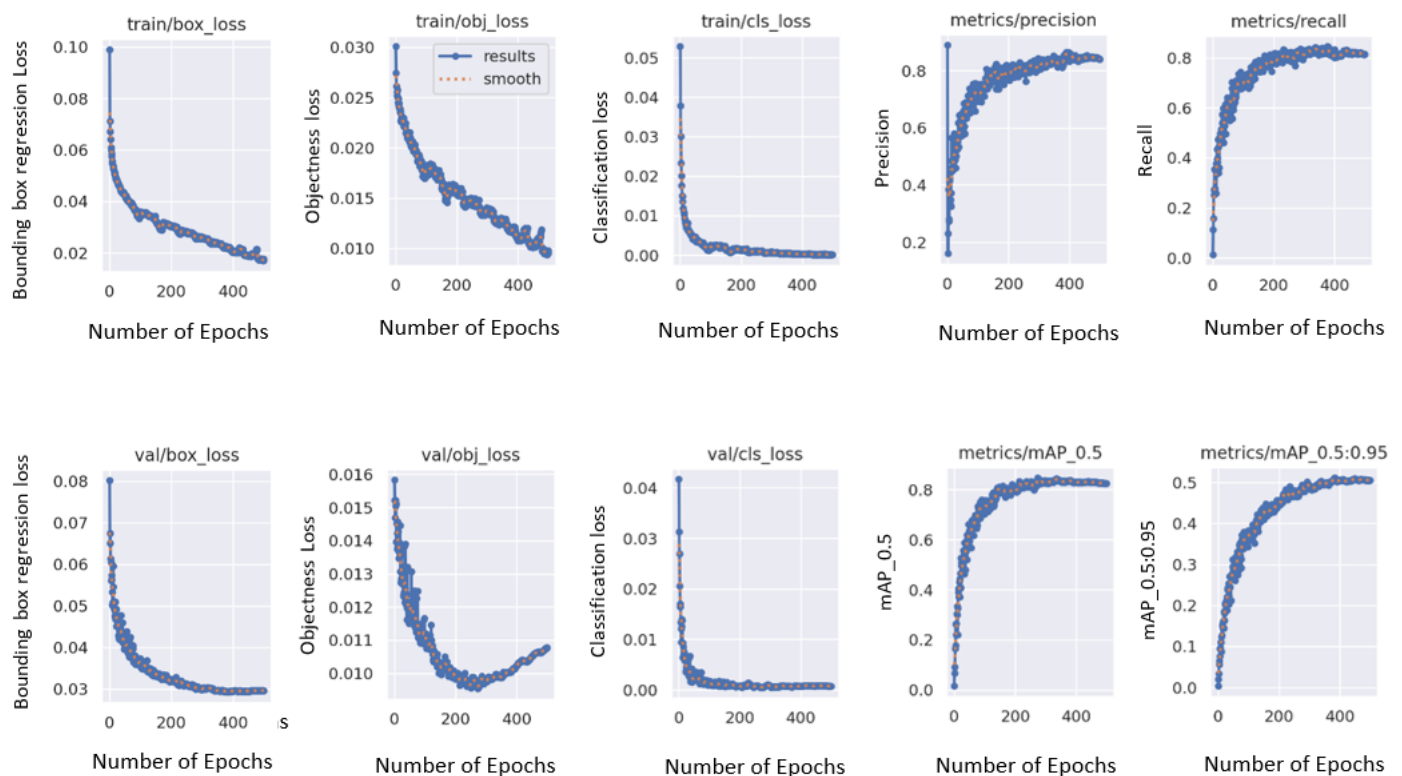 train/box_loss
Bounding box regression Loss
0.10
0.08
0.06
0.04
0.02
0 200 400
Number of Epochs
train/obj_loss
Objectness loss
0.030
0.025
0.020
0.015
0.010
results
smooth
0 200 400
Number of Epochs
train/cls_loss
Classification loss
0.05
0.04
0.03
0.02
0.01
0.00
0 200 400
Number of Epochs
metrics/precision
Precision
0.8
0.6
0.4
0.2
0 200 400
Number of Epochs
metrics/recall
Recall
0.8
0.6
0.4
0.2
0.0
0 200 400
Number of Epochs
val/box_loss
Bounding box regression loss
0.08
0.07
0.06
0.05
0.04
0.03
0 200 400 ıs
Number of Epochs
val/obj_loss
Objectness Loss
0.016
0.015
0.014
0.013
0.012
0.011
0.010
0 200 400
Number of Epochs
val/cls_loss
Classification loss
0.04
0.03
0.02
0.01
0.00
0 200 400
Number of Epochs
metrics/mAP_0.5
mAP_0.5
0.8
0.6
0.4
0.2
0.0
0 200 400
Number of Epochs
metrics/mAP_0.5:0.95
mAP_0.5:0.95
0.5
0.4
0.3
0.2
0.1
0.0
0 200 400
Number of Epochs